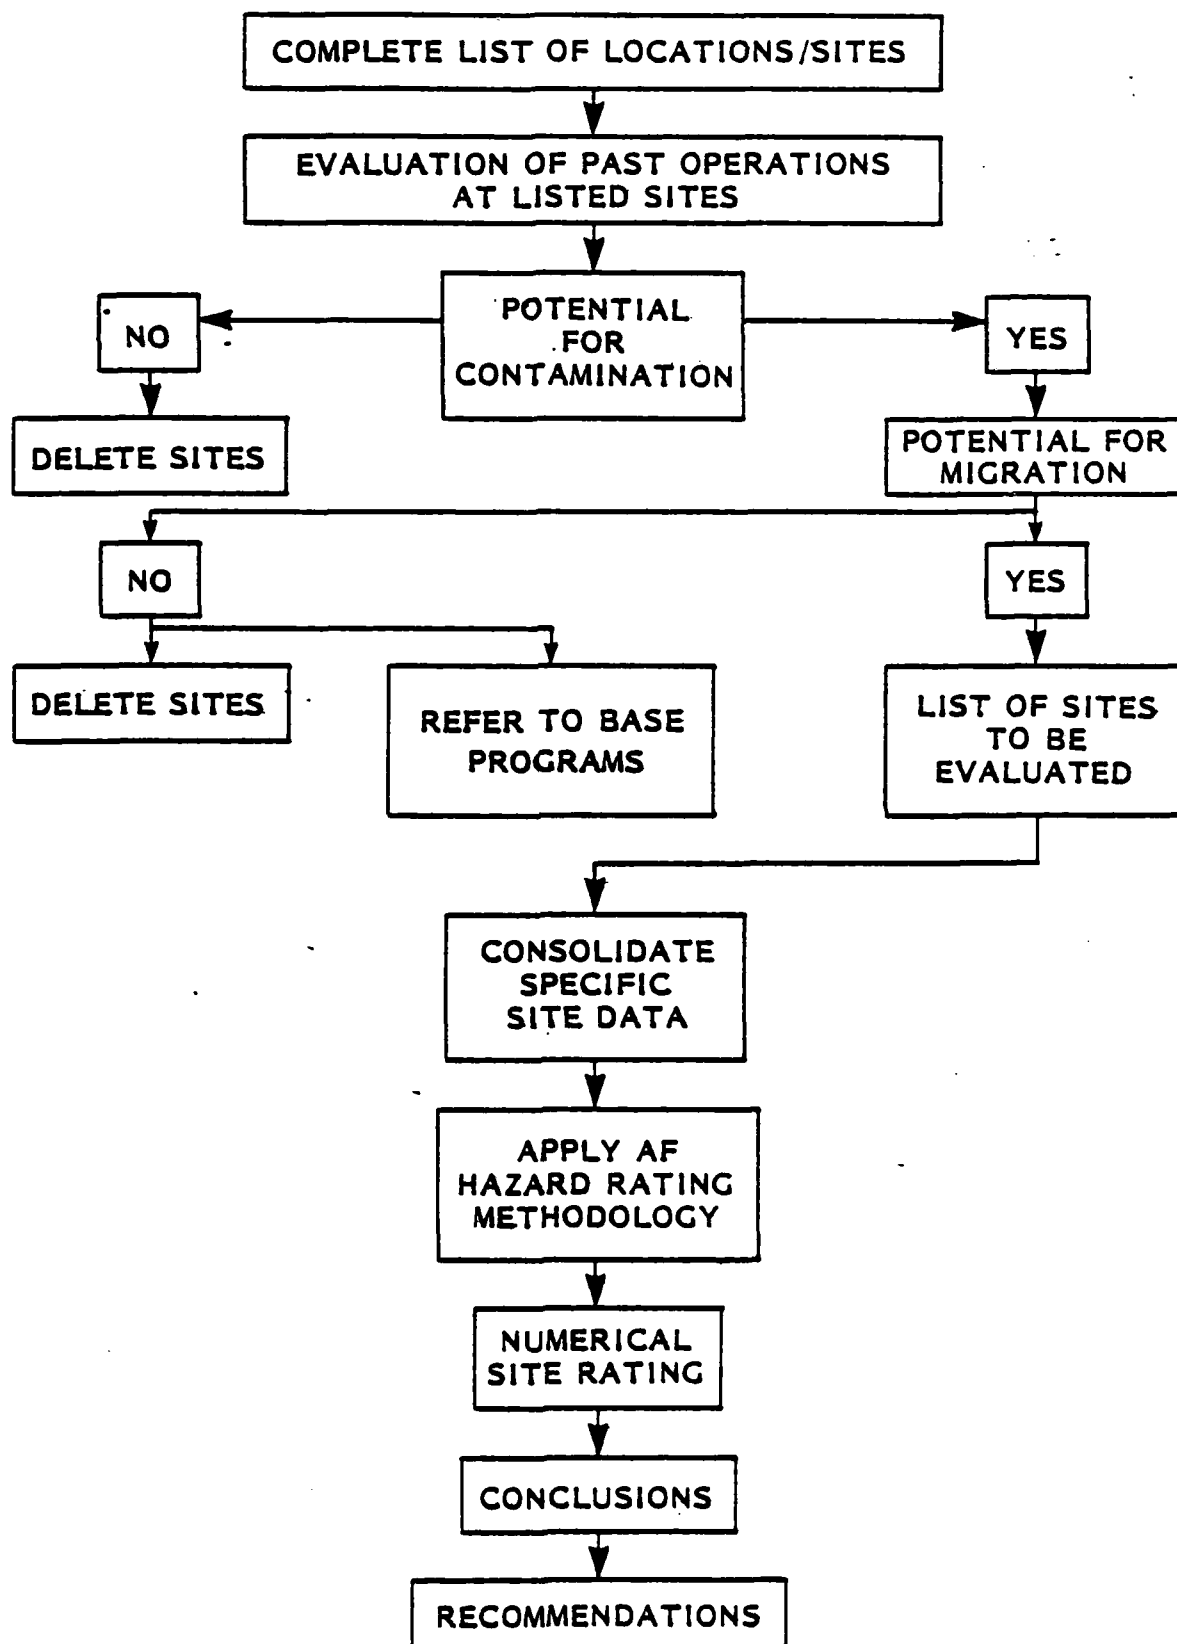 COMPLETE LIST OF LOCATIONS/SITES
EVALUATION OF PAST OPERATIONS
AT LISTED SITES
POTENTIAL
FOR
CONTAMINATION
NO
YES
DELETE SITES
POTENTIAL FOR
MIGRATION
NO
YES
DELETE SITES
REFER TO BASE
PROGRAMS
LIST OF SITES
TO BE
EVALUATED
CONSOLIDATE
SPECIFIC
SITE DATA
APPLY AF
HAZARD RATING
METHODOLOGY
NUMERICAL
SITE RATING
CONCLUSIONS
RECOMMENDATIONS